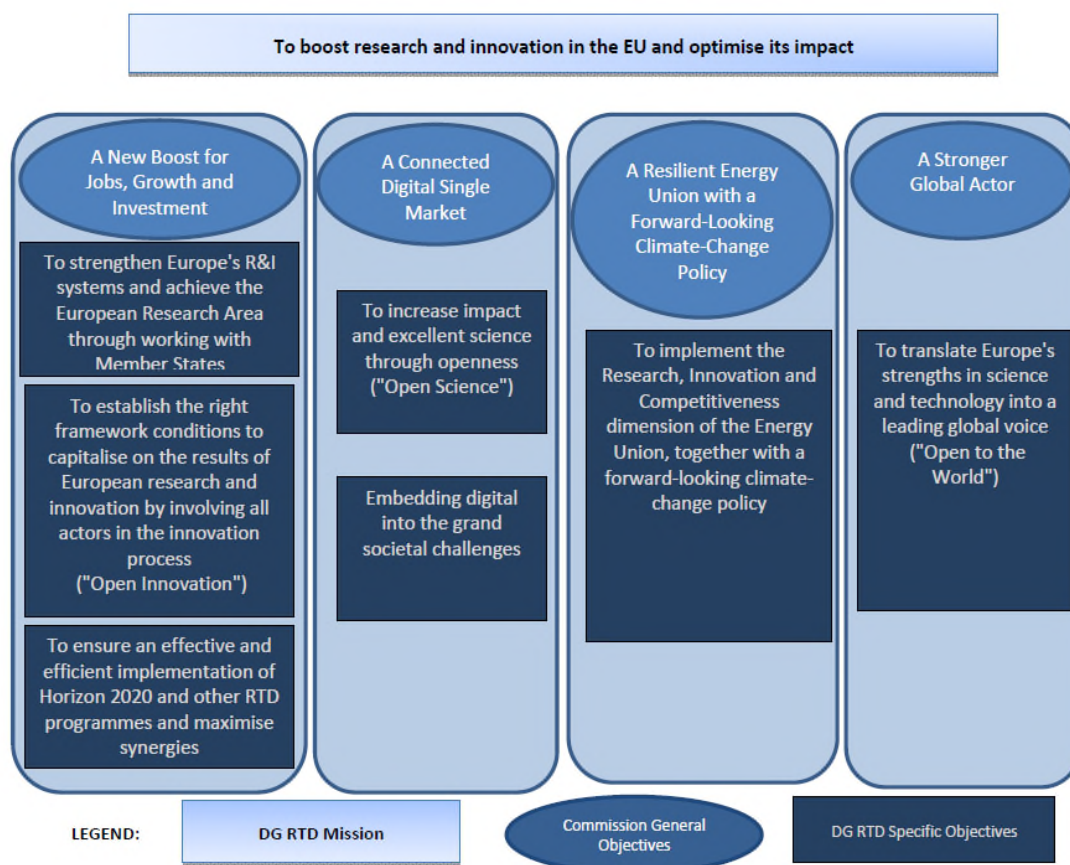 To boost research and innovation in the EU and optimise its impact
A New Boost for
Jobs, Growth and
Investment
To strengthen Europe's R&I
systems and achieve the
European Research Area
through working with
Member States
To establish the right
framework conditions to
capitalise on the results of
European research and
innovation by involving all
actors in the innovation
process
("Open Innovation")
To ensure an effective and
efficient implementation of
Horizon 2020 and other RTD
programmes and maximise
synergies
A Connected
Digital Single
Market
To increase impact
and excellent science
through openness
("Open Science")
Embedding digital
into the grand
societal challenges
A Resilient Energy
Union with a
Forward-Looking
Climate-Change
Policy
To implement the
Research, Innovation and
Competitiveness
dimension of the Energy
Union, together with a
forward-looking climate-
change policy
A Stronger
Global Actor
To translate Europe's
strengths in science
and technology into a
leading global voice
("Open to the
World")
LEGEND:
DG RTD Mission
Commission General
Objectives
DG RTD Specific Objectives